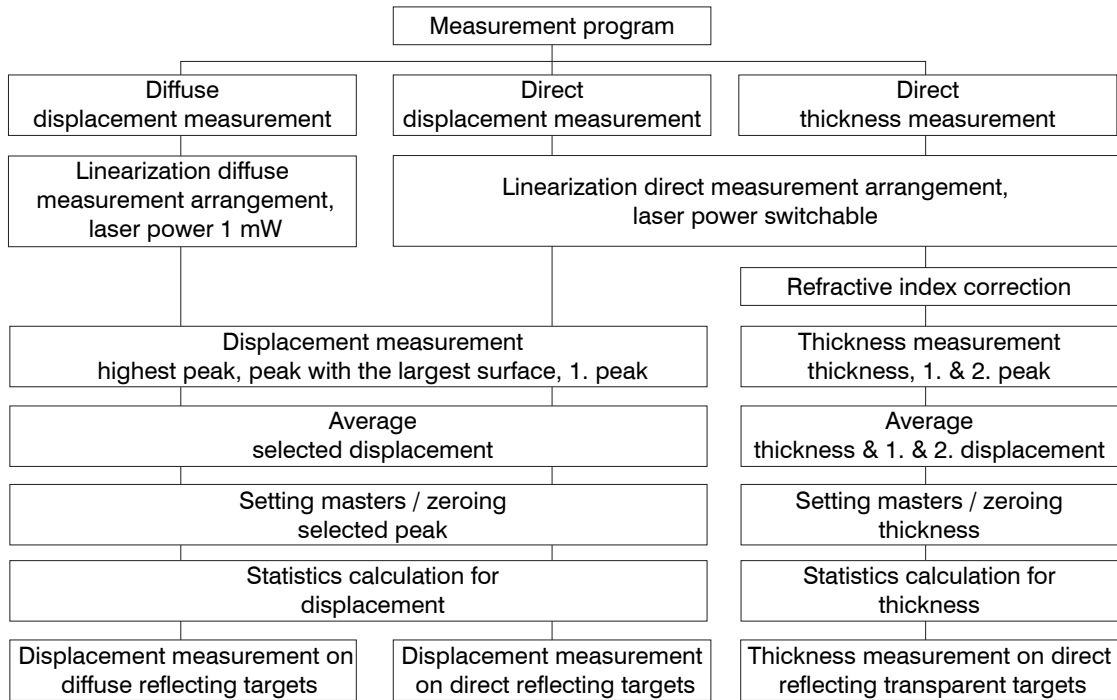 Measurement program
Diffuse
displacement measurement
Direct
displacement measurement
Direct
thickness measurement
Linearization diffuse
measurement arrangement,
laser power 1 mW
Linearization direct measurement arrangement,
laser power switchable
Refractive index correction
Displacement measurement
highest peak, peak with the largest surface, 1. peak
Thickness measurement
thickness, 1. & 2. peak
Average
selected displacement
Average
thickness & 1. & 2. displacement
Setting masters / zeroing
selected peak
Setting masters / zeroing
thickness
Statistics calculation for
displacement
Statistics calculation for
thickness
Displacement measurement on
diffuse reflecting targets
Displacement measurement
on direct reflecting targets
Thickness measurement on direct
reflecting transparent targets